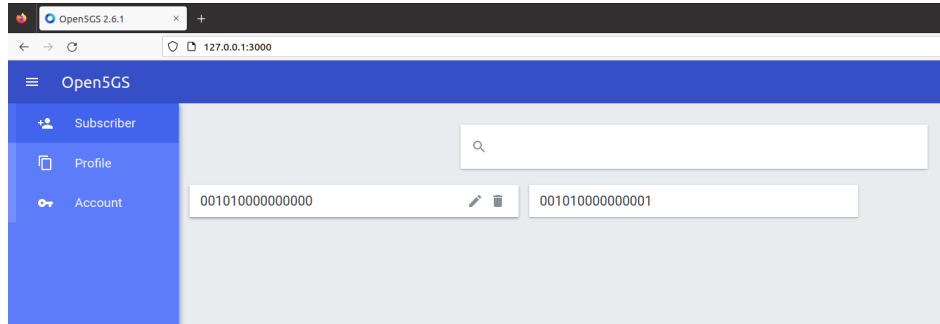 Open5GS 2.6.1
127.0.0.1:3000
Open5GS
Subscriber
Profile
Account
001010000000000
001010000000001